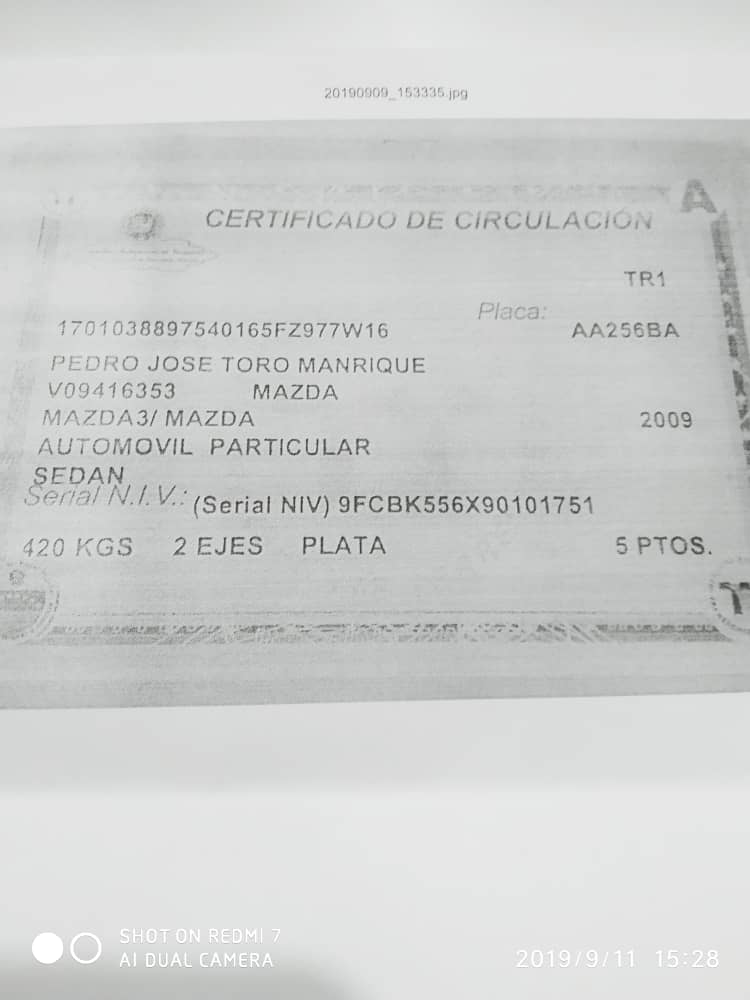 20190909_153335.jpg
A
CERTIFICADO DE CIRCULACIÓN
TR1
Placa:
1701038897540165FZ977W16 AA256BA
PEDRO JOSE TORO MANRIQUE
V09416353 MAZDA
MAZDA3/ MAZDA 2009
AUTOMOVIL PARTICULAR
SEDAN
Serial N.I.V.: (Serial NIV) 9FCBK556X90101751
420 KGS 2 EJES PLATA 5 PTOS.
SHOT ON REDMI 7
AI DUAL CAMERA
2019/9/11 15:28